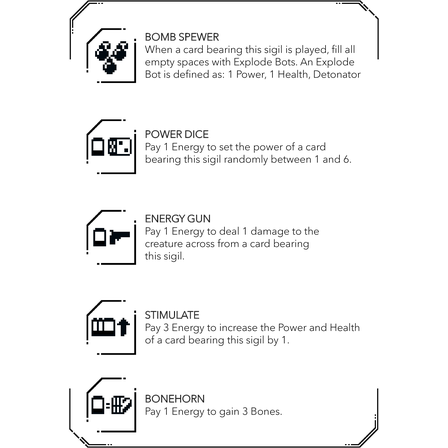 BOMB SPEWER
When a card bearing this sigil is played, fill all
empty spaces with Explode Bots. An Explode
Bot is defined as: 1 Power, 1 Health, Detonator
POWER DICE
Pay 1 Energy to set the power of a card
bearing this sigil randomly between 1 and 6.
ENERGY GUN
Pay 1 Energy to deal 1 damage to the
creature across from a card bearing
this sigil.
STIMULATE
Pay 3 Energy to increase the Power and Health
of a card bearing this sigil by 1.
BONEHORN
Pay 1 Energy to gain 3 Bones.